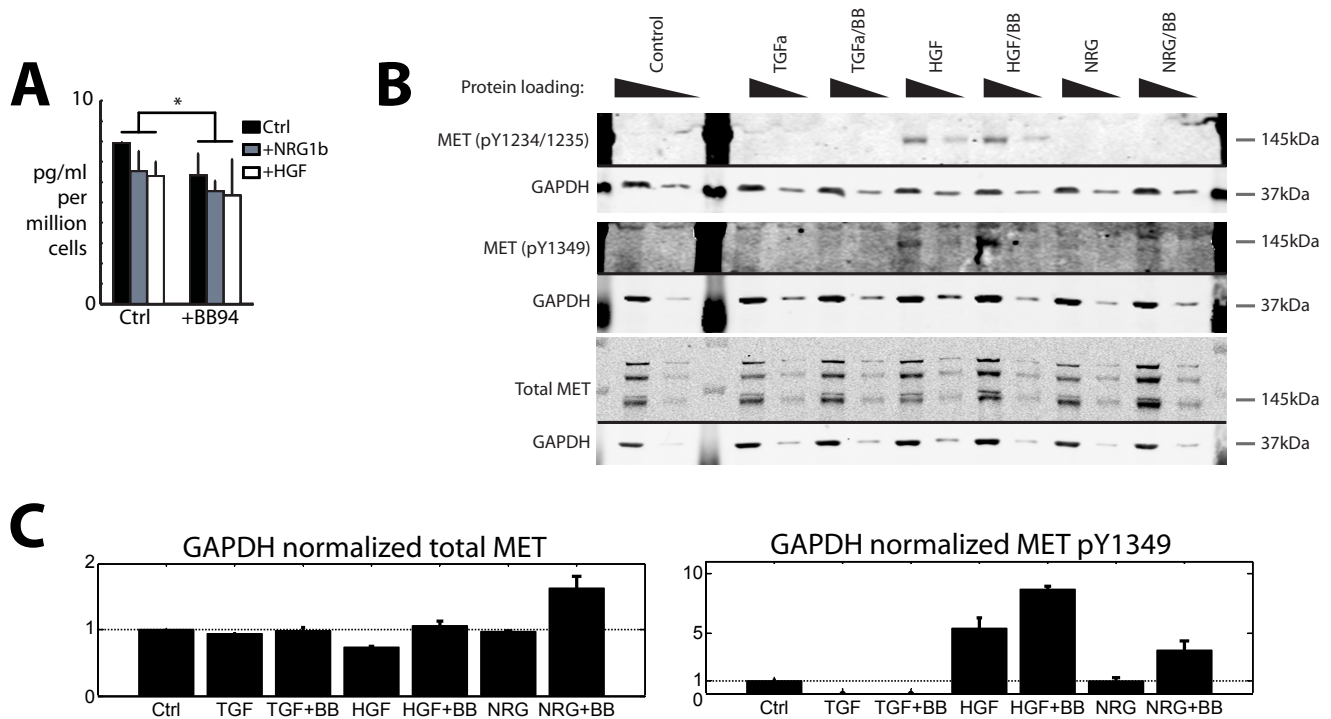 A
10
*
Ctrl
+NRG1b
+HGF
pg/ml
per
million
cells
0
Ctrl +BB94
B
Protein loading:
Control
TGFa
TGFa/BB
HGF
HGF/BB
NRG
NRG/BB
MET (pY1234/1235) 145kDa
GAPDH 37kDa
MET (pY1349) 145kDa
GAPDH 37kDa
Total MET 145kDa
GAPDH 37kDa
C
GAPDH normalized total MET
2
1
0
Ctrl TGF TGF+BB HGF HGF+BB NRG NRG+BB
GAPDH normalized MET pY1349
10
5
1
0
Ctrl TGF TGF+BB HGF HGF+BB NRG NRG+BB